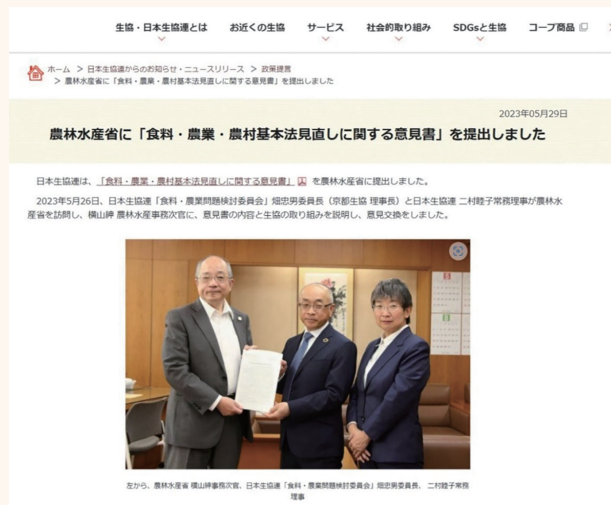 生協・日本生協連とは お近くの生協 サービス 社会的取り組み SDGsと生協 コープ商品
ホーム > 日本生協連からのお知らせ・ニュースリリース > 政策提言
> 農林水産省に「食料・農業・農村基本法見直しに関する意見書」を提出しました
2023年05月29日
農林水産省に「食料・農業・農村基本法見直しに関する意見書」を提出しました
日本生協連は、「食料・農業・農村基本法見直しに関する意見書」 を農林水産省に提出しました。
2023年5月26日、日本生協連「食料・農業問題検討委員会」畑忠男委員長（京都生協 理事長）と日本生協連 二村睦子常務理事が農林水
産省を訪問し、横山紳 農林水産事務次官に、意見書の内容と生協の取り組みを説明し、意見交換をしました。
左から、農林水産省 横山紳事務次官、日本生協連「食料・農業問題検討委員会」畑忠男委員長、 二村睦子常務
理事